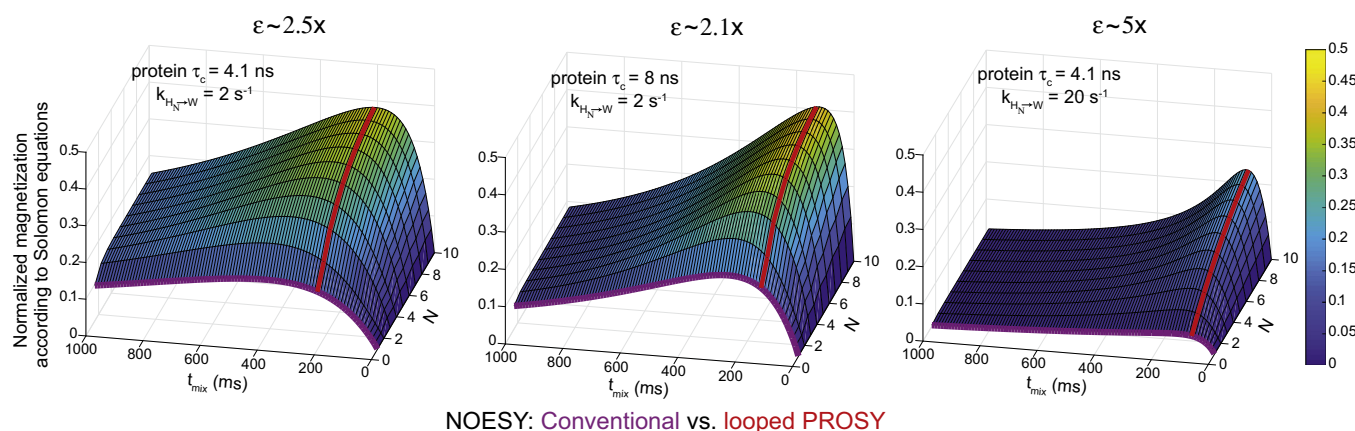 ε~2.5x
ε~2.1x
ε~5x
protein τc = 4.1 ns
kHN→W = 2 s-1
protein τc = 8 ns
kHN→W = 2 s-1
protein τc = 4.1 ns
kHN→W = 20 s-1
Normalized magnetization
according to Solomon equations
0.5
0.4
0.3
0.2
0.1
0
1000 800 600 400 200 0
tmix (ms)
10
8
6
4
2
N
0.5
0.4
0.3
0.2
0.1
0
1000 800 600 400 200 0
tmix (ms)
10
8
6
4
2
N
0.5
0.4
0.3
0.2
0.1
0
1000 800 600 400 200 0
tmix (ms)
10
8
6
4
2
N
0.5
0.45
0.4
0.35
0.3
0.25
0.2
0.15
0.1
0.05
0
NOESY: Conventional vs. looped PROSY